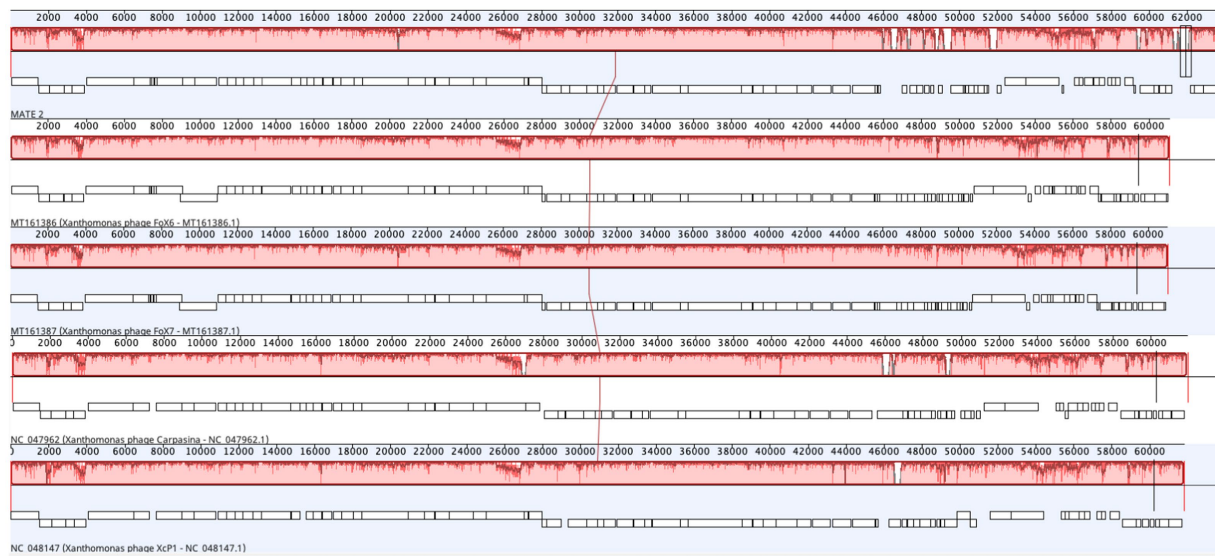 2000 4000 6000 8000 10000 12000 14000 16000 18000 20000 22000 24000 26000 28000 30000 32000 34000 36000 38000 40000 42000 44000 46000 48000 50000 52000 54000 56000 58000 60000 62000
MATE 2
2000 4000 6000 8000 10000 12000 14000 16000 18000 20000 22000 24000 26000 28000 30000 32000 34000 36000 38000 40000 42000 44000 46000 48000 50000 52000 54000 56000 58000 60000
MT161386 (Xanthomonas phage FoX6 - MT161386.1)
2000 4000 6000 8000 10000 12000 14000 16000 18000 20000 22000 24000 26000 28000 30000 32000 34000 36000 38000 40000 42000 44000 46000 48000 50000 52000 54000 56000 58000 60000
MT161387 (Xanthomonas phage FoX7 - MT161387.1)
0 2000 4000 6000 8000 10000 12000 14000 16000 18000 20000 22000 24000 26000 28000 30000 32000 34000 36000 38000 40000 42000 44000 46000 48000 50000 52000 54000 56000 58000 60000
NC_047962 (Xanthomonas phage Carpasina - NC_047962.1)
0 2000 4000 6000 8000 10000 12000 14000 16000 18000 20000 22000 24000 26000 28000 30000 32000 34000 36000 38000 40000 42000 44000 46000 48000 50000 52000 54000 56000 58000 60000
NC_048147 (Xanthomonas phage XcP1 - NC_048147.1)